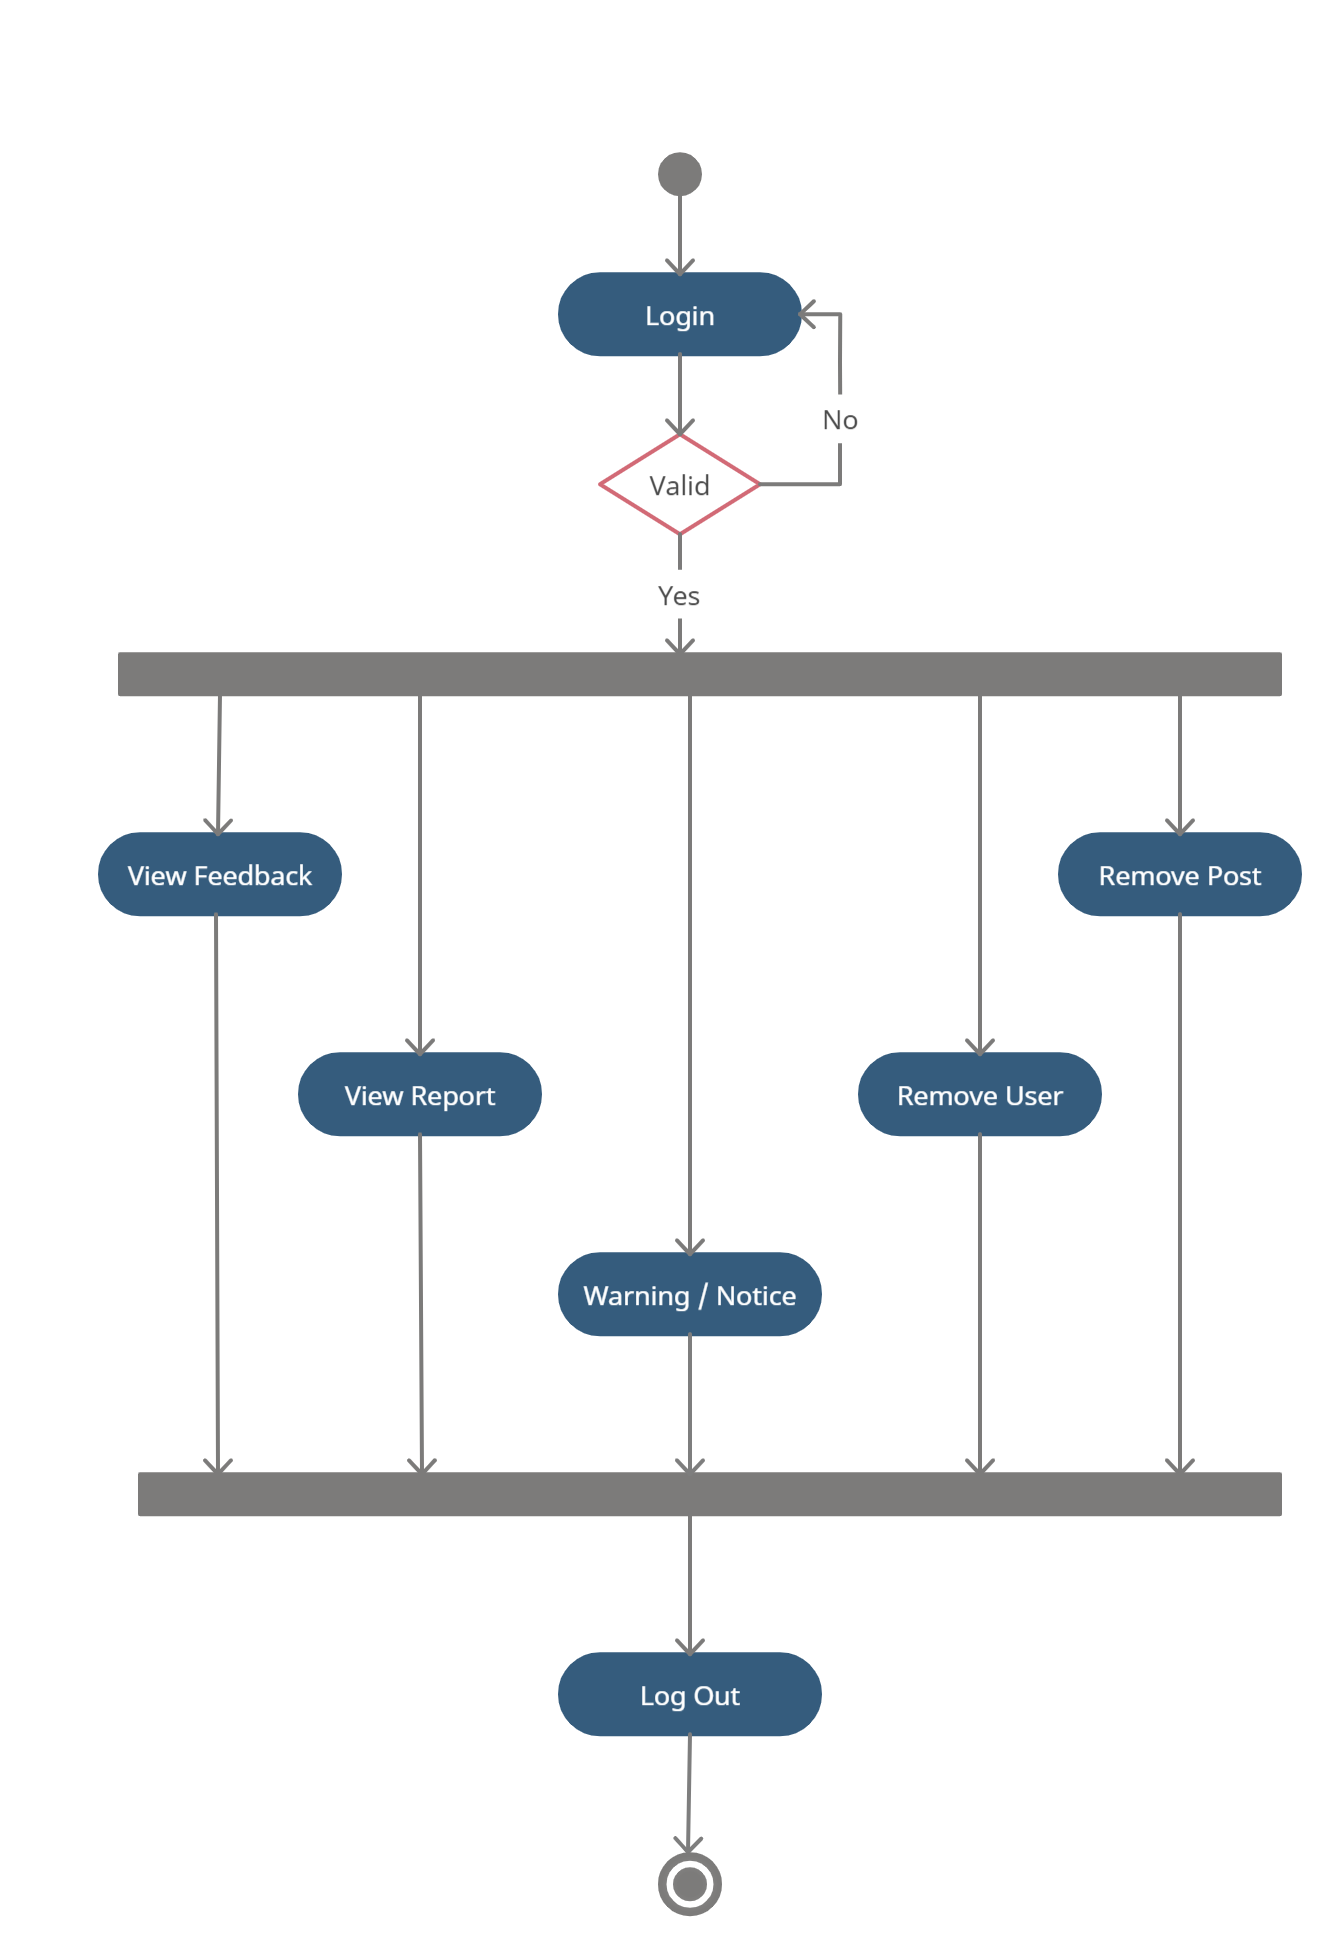 Login
No
Valid
Yes
View Feedback
Remove Post
View Report
Remove User
Warning / Notice
Log Out